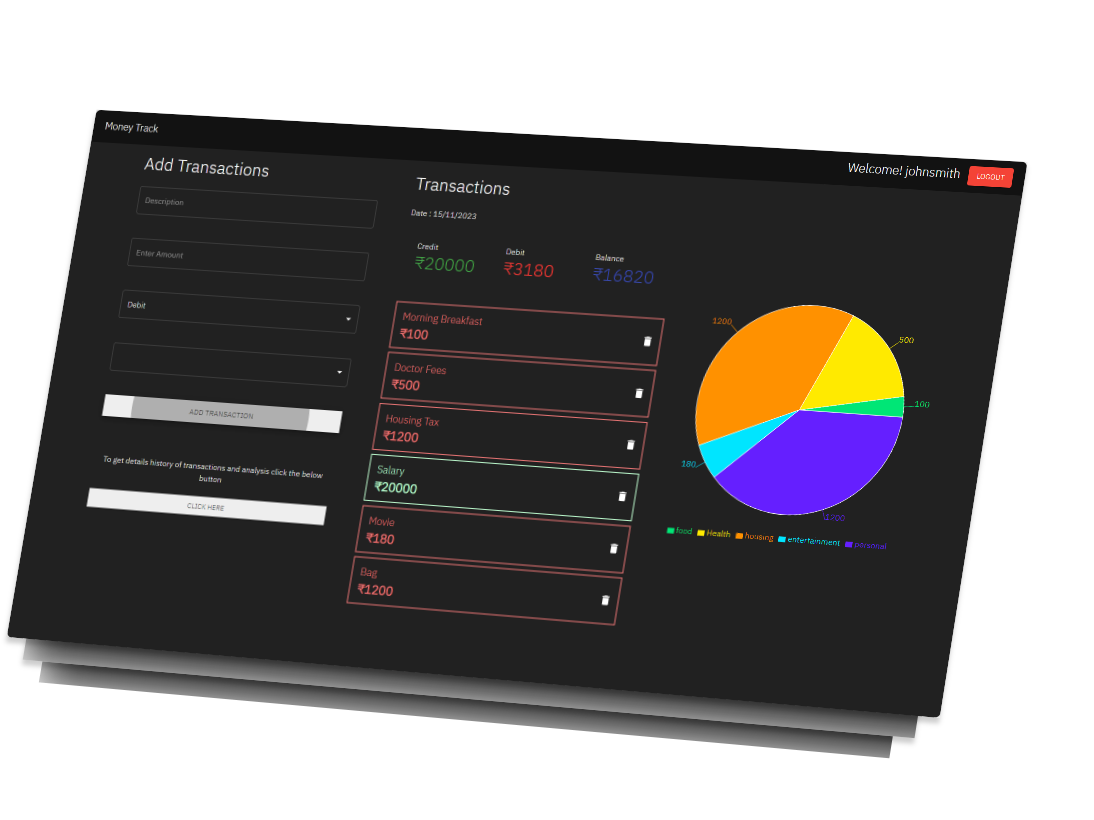 Money Track
Welcome! johnsmith
LOGOUT
Add Transactions
Description
Enter Amount
Debit
ADD TRANSACTION
To get details history of transactions and analysis click the below
button
CLICK HERE
Transactions
Date : 15/11/2023
Credit
₹20000
Debit
₹3180
Balance
₹16820
Morning Breakfast
₹100
Doctor Fees
₹500
Housing Tax
₹1200
Salary
₹20000
Movie
₹180
Bag
₹1200
1200
500
100
180
1200
food
Health
housing
entertainment
personal